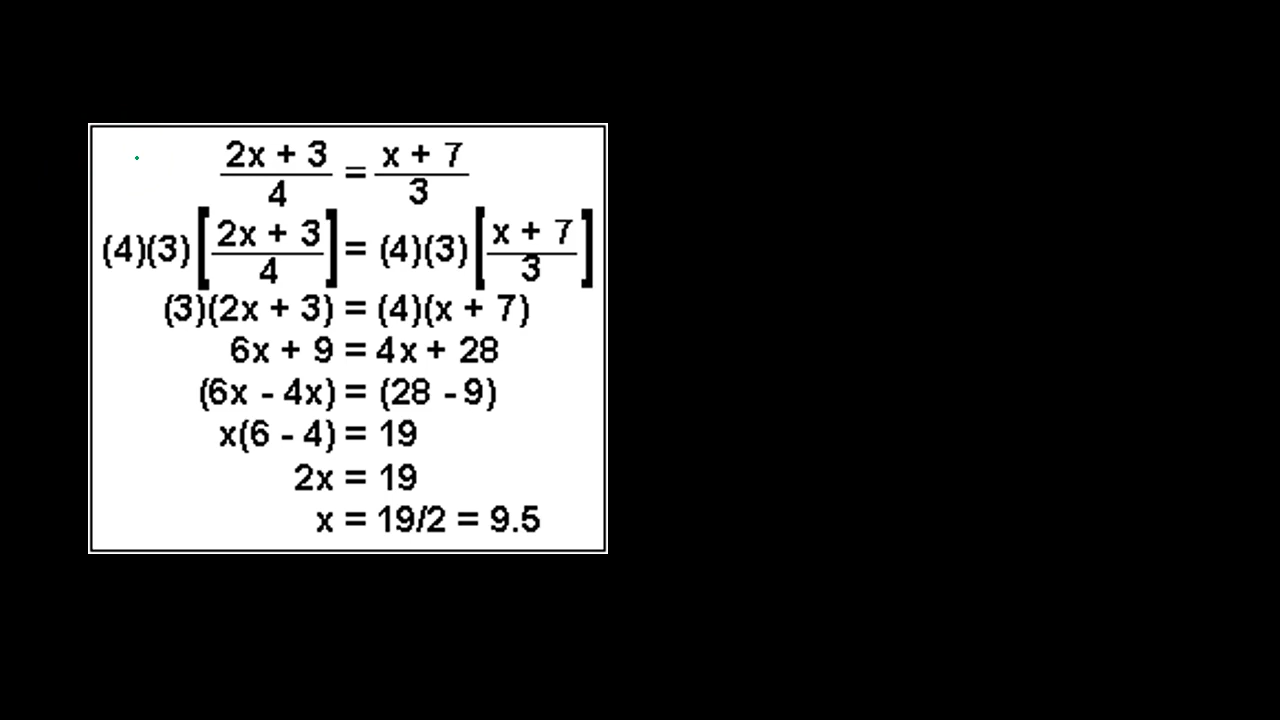 (2x + 3)/4 = (x + 7)/3
(4)(3)[(2x + 3)/4] = (4)(3)[(x + 7)/3]
(3)(2x + 3) = (4)(x + 7)
6x + 9 = 4x + 28
(6x - 4x) = (28 - 9)
x(6 - 4) = 19
2x = 19
x = 19/2 = 9.5